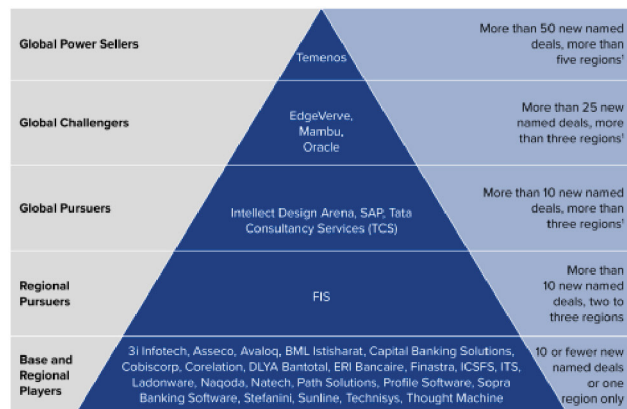 Global Power Sellers
Temenos
More than 50 new named
deals, more than
five regions¹
Global Challengers
EdgeVerve,
Mambu,
Oracle
More than 25 new
named deals, more
than three regions¹
Global Pursuers
Intellect Design Arena, SAP, Tata
Consultancy Services (TCS)
More than 10 new named
deals, more than
three regions¹
Regional
Pursuers
FIS
More than
10 new named
deals, two to
three regions
Base and
Regional
Players
3i Infotech, Asseco, Avaloq, BML Istisharat, Capital Banking Solutions,
Cobiscorp, Corelation, DLYA Bantotal, ERI Bancaire, Finastra, ICSFS, ITS,
Ladonware, Naqoda, Natech, Path Solutions, Profile Software, Sopra
Banking Software, Stefanini, Sunline, Technisys, Thought Machine
10 or fewer new
named deals
or one
region only